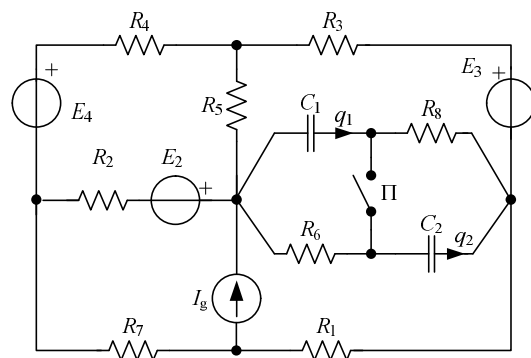 R4
R3
+
+
E3
E4
R5
C1
q1
R8
R2
E2
+
П
R6
C2
q2
Ig
R7
R1